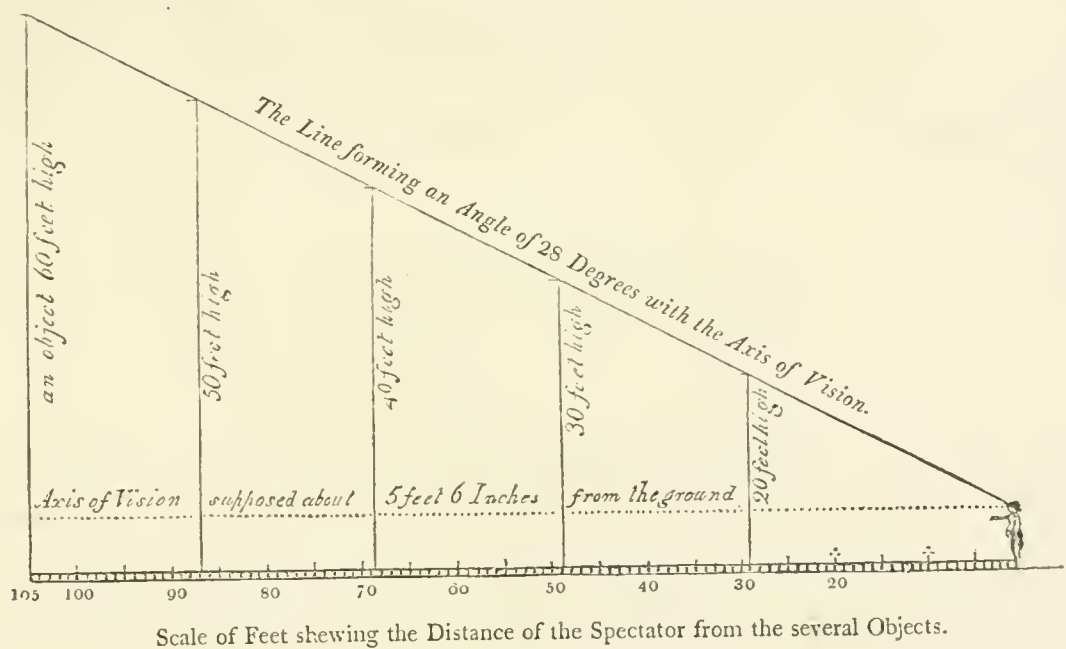 The Line forming an Angle of 28 Degrees with the Axis of Vision.
an object 60 feet high
50 feet high
40 feet high
30 feet high
20 feet high
Axis of Vision supposed about 5 feet 6 Inches from the ground
105 100 90 80 70 60 50 40 30 20
Scale of Feet shewing the Distance of the Spectator from the several Objects.